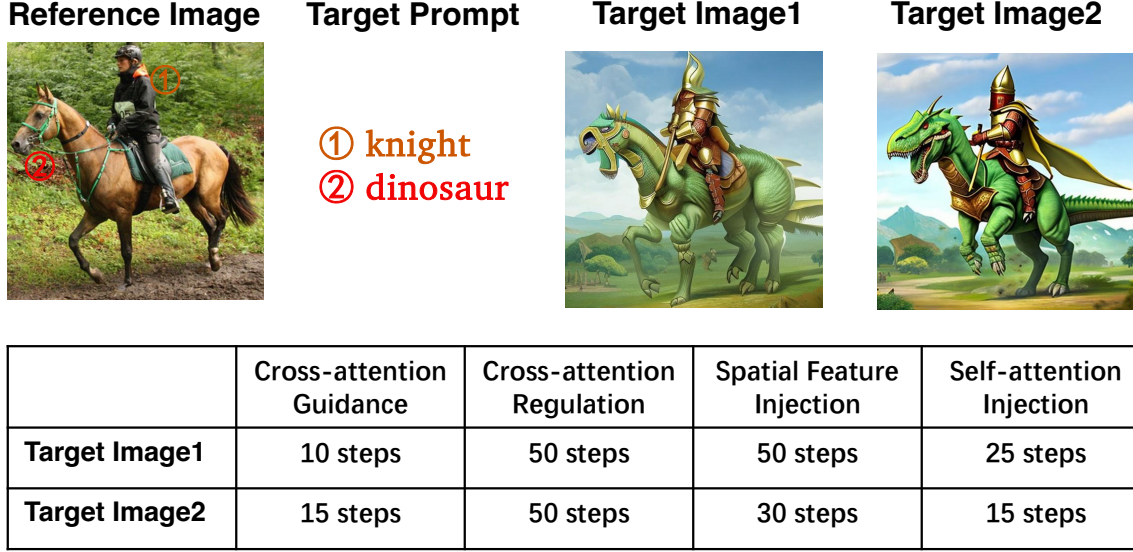 Reference Image Target Prompt Target Image1 Target Image2
①
②
① knight
② dinosaur
Cross-attention Guidance Cross-attention Regulation Spatial Feature Injection Self-attention Injection
Target Image1 10 steps 50 steps 50 steps 25 steps
Target Image2 15 steps 50 steps 30 steps 15 steps